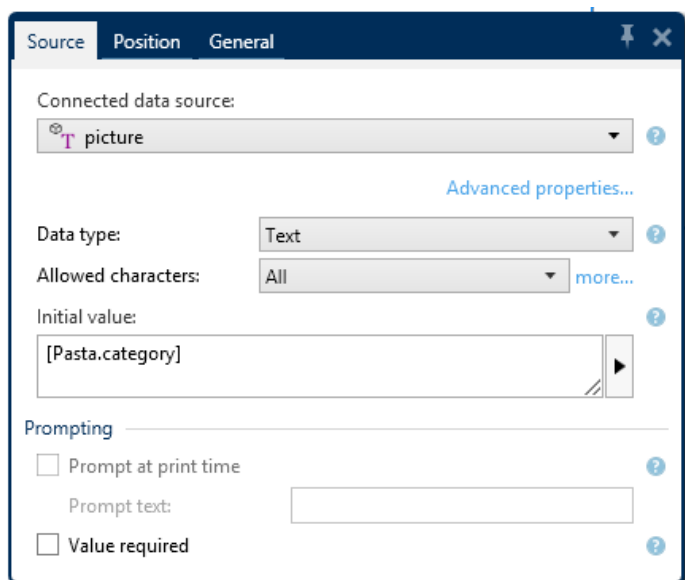 Source Position General
Connected data source:
T picture
Advanced properties...
Data type: Text
Allowed characters: All more...
Initial value:
[Pasta.category]
Prompting
Prompt at print time
Prompt text:
Value required